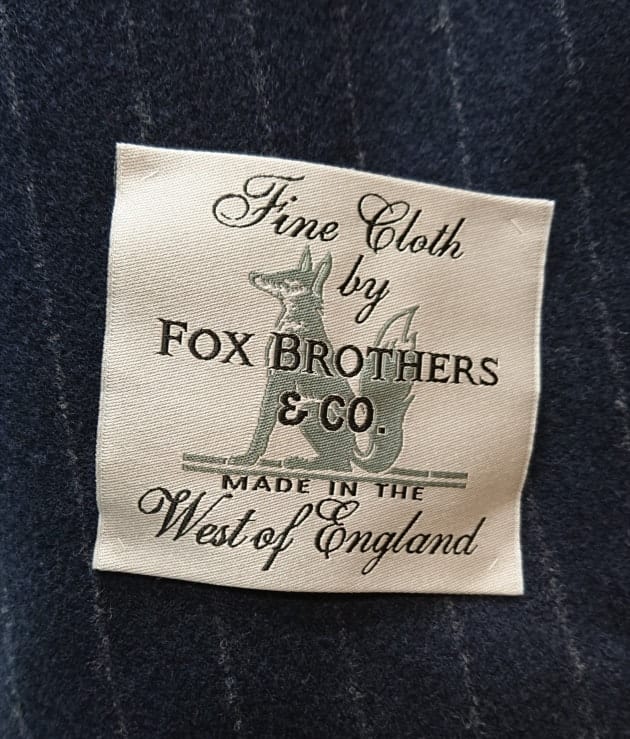 Fine Cloth
by
FOX BROTHERS
& CO.
MADE IN THE
West of England